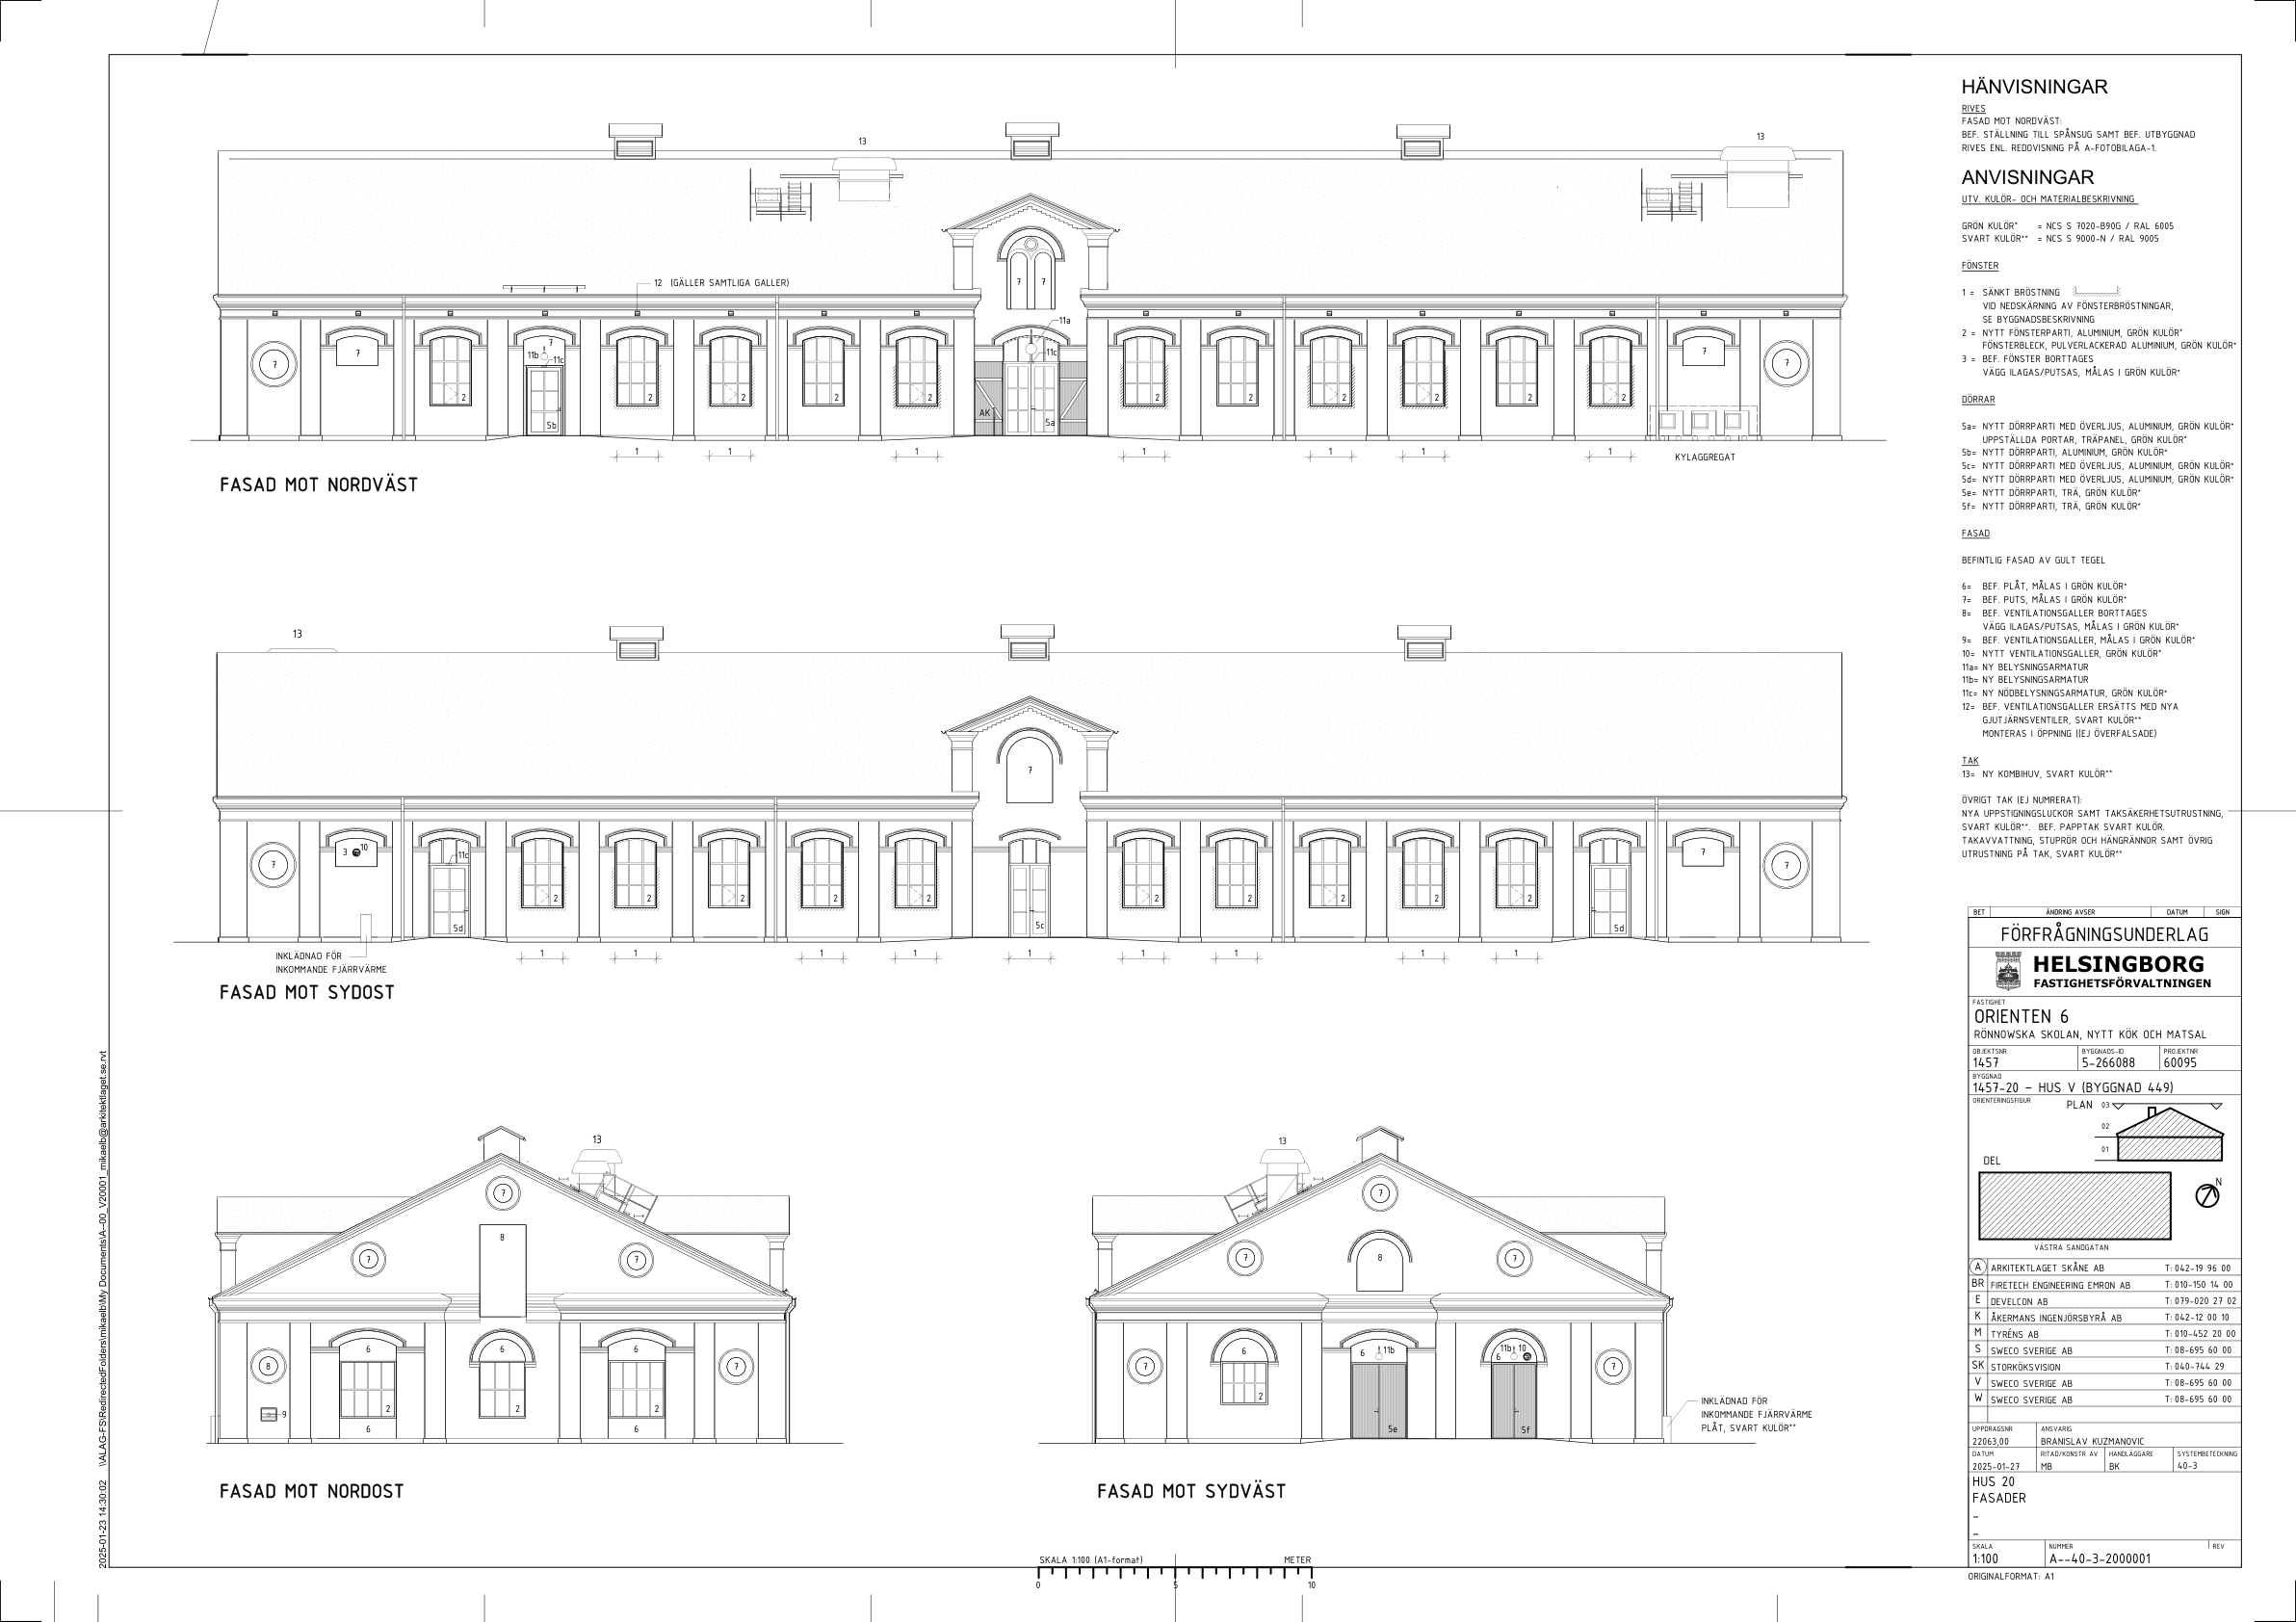 13
13
12 (GÄLLER SAMTLIGA GALLER)
7 7
11a
7 7 11b 7 11c 11c 7 7
2 5b 2 2 2 2 AK 5a 2 2 2 2 2 2
1 1 1 1 1 1 1
KYLAGGREGAT
FASAD MOT NORDVÄST
13
7
7 3 10 11c 7 7
5d 2 2 2 2 2 5c 2 2 2 2 2 5d
1 1 1 1 1 1 1 1 1
INKLÄDNAD FÖR
INKOMMANDE FJÄRRVÄRME
FASAD MOT SYDOST
13
7
8
7 7
6 6 6
8 7
2 2 2
9
6 6
FASAD MOT NORDOST
13
7
7 8 7
6 6 11b 11b 10
6
7 7
2
5e 5f
INKLÄDNAD FÖR
INKOMMANDE FJÄRRVÄRME
PLÅT, SVART KULÖR**
FASAD MOT SYDVÄST
SKALA 1:100 (A1-format) METER
0 5 10
2025-01-23 14:30:02 \\ALAG-FS\RedirectedFolders\mikaelb\My Documents\A-00_V20001_mikaelb@arkitektlaget.se.rvt
HÄNVISNINGAR
RIVES
FASAD MOT NORDVÄST:
BEF. STÄLLNING TILL SPÅNSUG SAMT BEF. UTBYGGNAD
RIVES ENL. REDOVISNING PÅ A-FOTOBILAGA-1.
ANVISNINGAR
UTV. KULÖR- OCH MATERIALBESKRIVNING
GRÖN KULÖR* = NCS S 7020-B90G / RAL 6005
SVART KULÖR** = NCS S 9000-N / RAL 9005
FÖNSTER
1 = SÄNKT BRÖSTNING
VID NEDSKÄRNING AV FÖNSTERBRÖSTNINGAR,
SE BYGGNADSBESKRIVNING
2 = NYTT FÖNSTERPARTI, ALUMINIUM, GRÖN KULÖR*
FÖNSTERBLECK, PULVERLACKERAD ALUMINIUM, GRÖN KULÖR*
3 = BEF. FÖNSTER BORTTAGES
VÄGG ILAGAS/PUTSAS, MÅLAS I GRÖN KULÖR*
DÖRRAR
5a= NYTT DÖRRPARTI MED ÖVERLJUS, ALUMINIUM, GRÖN KULÖR*
UPPSTÄLLDA PORTAR, TRÄPANEL, GRÖN KULÖR*
5b= NYTT DÖRRPARTI, ALUMINIUM, GRÖN KULÖR*
5c= NYTT DÖRRPARTI MED ÖVERLJUS, ALUMINIUM, GRÖN KULÖR*
5d= NYTT DÖRRPARTI MED ÖVERLJUS, ALUMINIUM, GRÖN KULÖR*
5e= NYTT DÖRRPARTI, TRÄ, GRÖN KULÖR*
5f= NYTT DÖRRPARTI, TRÄ, GRÖN KULÖR*
FASAD
BEFINTLIG FASAD AV GULT TEGEL
6= BEF. PLÅT, MÅLAS I GRÖN KULÖR*
7= BEF. PUTS, MÅLAS I GRÖN KULÖR*
8= BEF. VENTILATIONSGALLER BORTTAGES
VÄGG ILAGAS/PUTSAS, MÅLAS I GRÖN KULÖR*
9= BEF. VENTILATIONSGALLER, MÅLAS I GRÖN KULÖR*
10= NYTT VENTILATIONSGALLER, GRÖN KULÖR*
11a= NY BELYSNINGSARMATUR
11b= NY BELYSNINGSARMATUR
11c= NY NÖDBELYSNINGSARMATUR, GRÖN KULÖR*
12= BEF. VENTILATIONSGALLER ERSÄTTS MED NYA
GJUTJÄRNSVENTILER, SVART KULÖR**
MONTERAS I ÖPPNING ((EJ ÖVERFALSADE)
TAK
13= NY KOMBIHUV, SVART KULÖR**
ÖVRIGT TAK (EJ NUMRERAT):
NYA UPPSTIGNINGSLUCKOR SAMT TAKSÄKERHETSUTRUSTNING,
SVART KULÖR**. BEF. PAPPTAK SVART KULÖR.
TAKAVVATTNING, STUPRÖR OCH HÄNGRÄNNOR SAMT ÖVRIG
UTRUSTNING PÅ TAK, SVART KULÖR**
BET ÄNDRING AVSER DATUM SIGN
FÖRFRÅGNINGSUNDERLAG
HELSINGBORG
FASTIGHETSFÖRVALTNINGEN
FASTIGHET
ORIENTEN 6
RÖNNOWSKA SKOLAN, NYTT KÖK OCH MATSAL
OBJEKTSNR BYGGNADS-ID PROJEKTNR
1457 5-266088 60095
BYGGNAD
1457-20 - HUS V (BYGGNAD 449)
ORIENTERINGSFIGUR
PLAN 03
02
01
DEL
N
VÄSTRA SANDGATAN
A ARKITEKTLAGET SKÅNE AB T: 042-19 96 00
BR FIRETECH ENGINEERING EMRON AB T: 010-150 14 00
E DEVELCON AB T: 079-020 27 02
K ÅKERMANS INGENJÖRSBYRÅ AB T: 042-12 00 10
M TYRÉNS AB T: 010-452 20 00
S SWECO SVERIGE AB T: 08-695 60 00
SK STORKÖKSVISION T: 040-744 29
V SWECO SVERIGE AB T: 08-695 60 00
W SWECO SVERIGE AB T: 08-695 60 00
UPPDRAGSNR ANSVARIG
22063,00 BRANISLAV KUZMANOVIC
DATUM RITAD/KONSTR AV HANDLÄGGARE SYSTEMBETECKNING
2025-01-27 MB BK 40-3
HUS 20
FASADER
-
-
SKALA NUMMER REV
1:100 A--40-3-2000001
ORIGINALFORMAT: A1